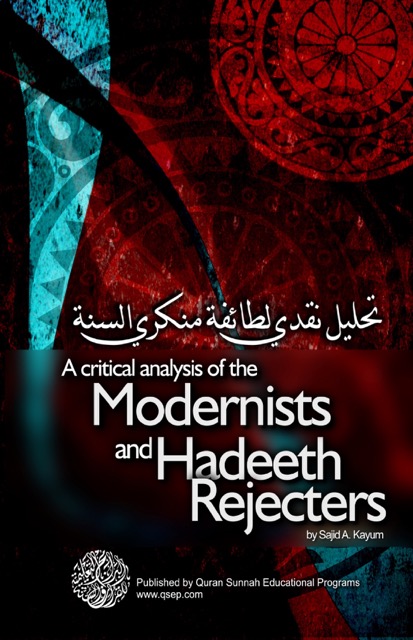 تحليل نقدي لطائفة منكري السنة
A critical analysis of the
Modernists
and Hadeeth
Rejecters
by Sajid A. Kayum
Published by Quran Sunnah Educational Programs
www.qsep.com